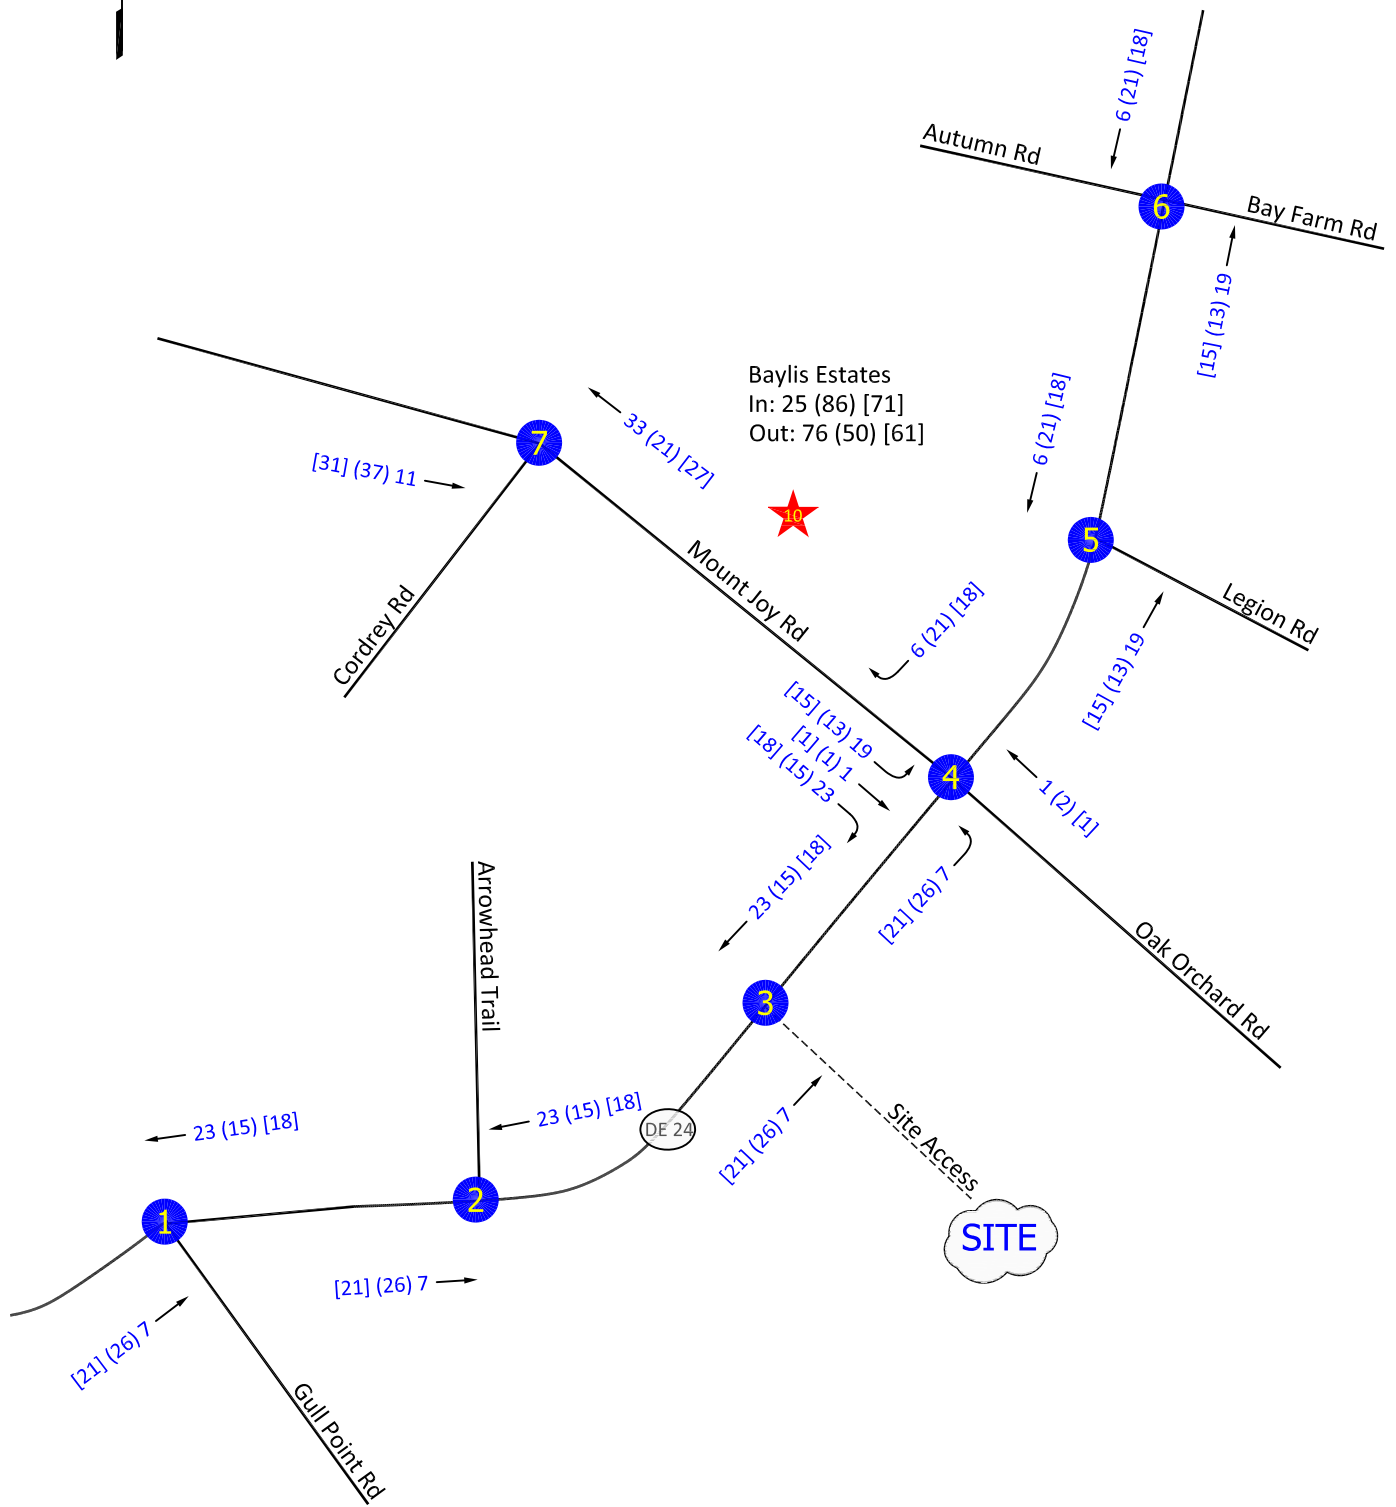 6 (21) [18]
Autumn Rd
6
Bay Farm Rd
[15] (13) 19
Baylis Estates
In: 25 (86) [71]
Out: 76 (50) [61]
6 (21) [18]
7
33 (21) [27]
[31] (37) 11
10
5
Mount Joy Rd
Legion Rd
Cordrey Rd
6 (21) [18]
[15] (13) 19
[15] (13) 19
[1] (1) 1
[18] (15) 23
4
1 (2) [1]
23 (15) [18]
[21] (26) 7
Arrowhead Trail
Oak Orchard Rd
3
23 (15) [18]
23 (15) [18]
DE 24
[21] (26) 7
Site Access
2
1
SITE
[21] (26) 7
[21] (26) 7
Gull Point Rd